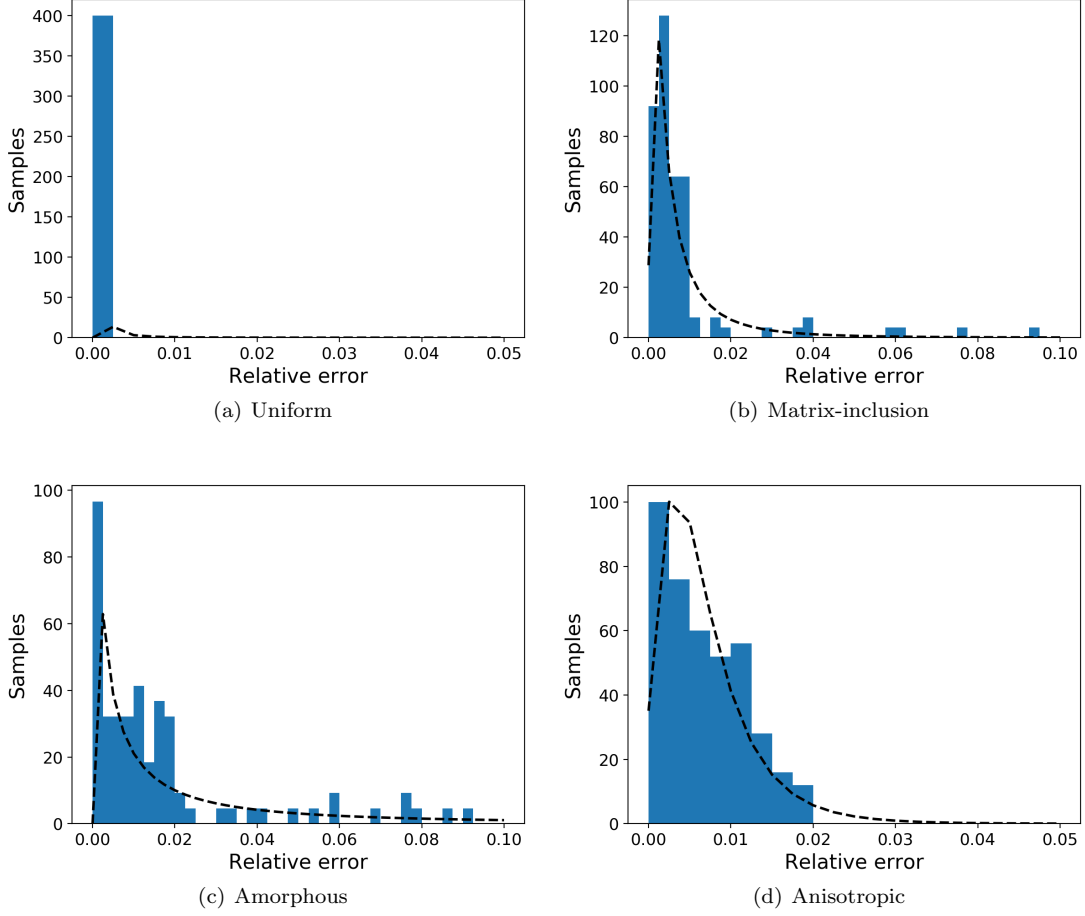 400
350
300
250
200
150
100
50
0
Samples
0.00 0.01 0.02 0.03 0.04 0.05
Relative error
(a) Uniform
120
100
80
60
40
20
0
Samples
0.00 0.02 0.04 0.06 0.08 0.10
Relative error
(b) Matrix-inclusion
100
80
60
40
20
0
Samples
0.00 0.02 0.04 0.06 0.08 0.10
Relative error
(c) Amorphous
100
80
60
40
20
0
Samples
0.00 0.01 0.02 0.03 0.04 0.05
Relative error
(d) Anisotropic